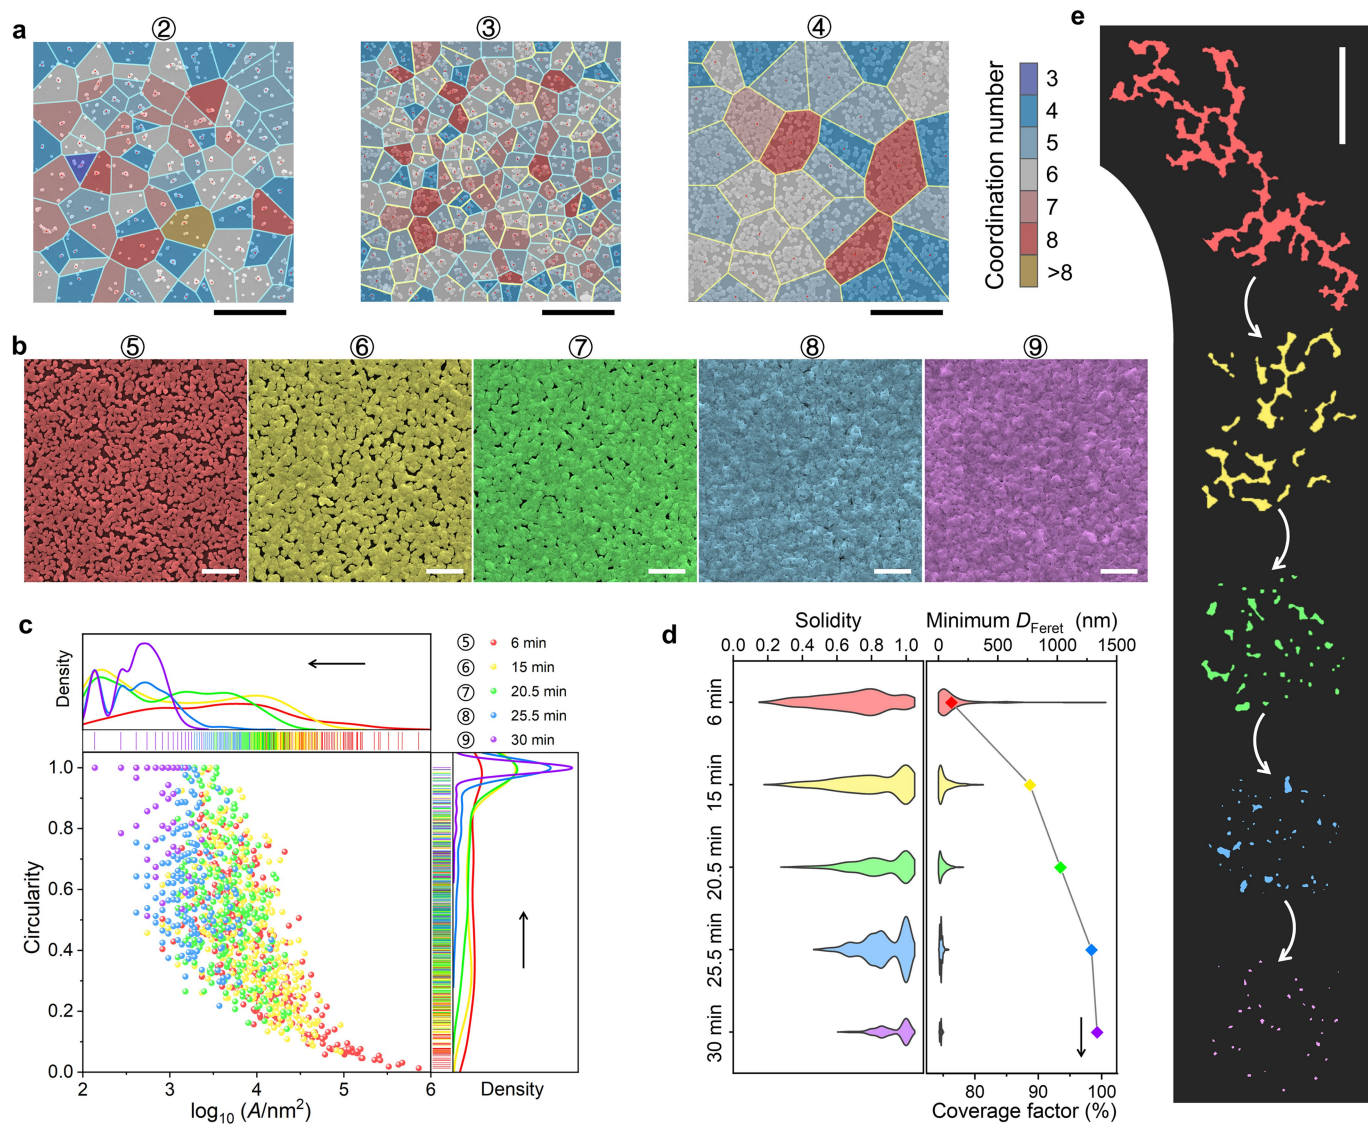 a
②
③
④
Coordination number
3
4
5
6
7
8
>8
e
b
⑤
⑥
⑦
⑧
⑨
c
Density
⑤ 6 min
⑥ 15 min
⑦ 20.5 min
⑧ 25.5 min
⑨ 30 min
1.0
0.8
0.6
0.4
0.2
0.0
Circularity
2 3 4 5 6
log10 (A/nm2)
Density
d
Solidity
0.0 0.2 0.4 0.6 0.8 1.0
Minimum DFeret (nm)
0 500 1000 1500
6 min
15 min
20.5 min
25.5 min
30 min
80 90 100
Coverage factor (%)